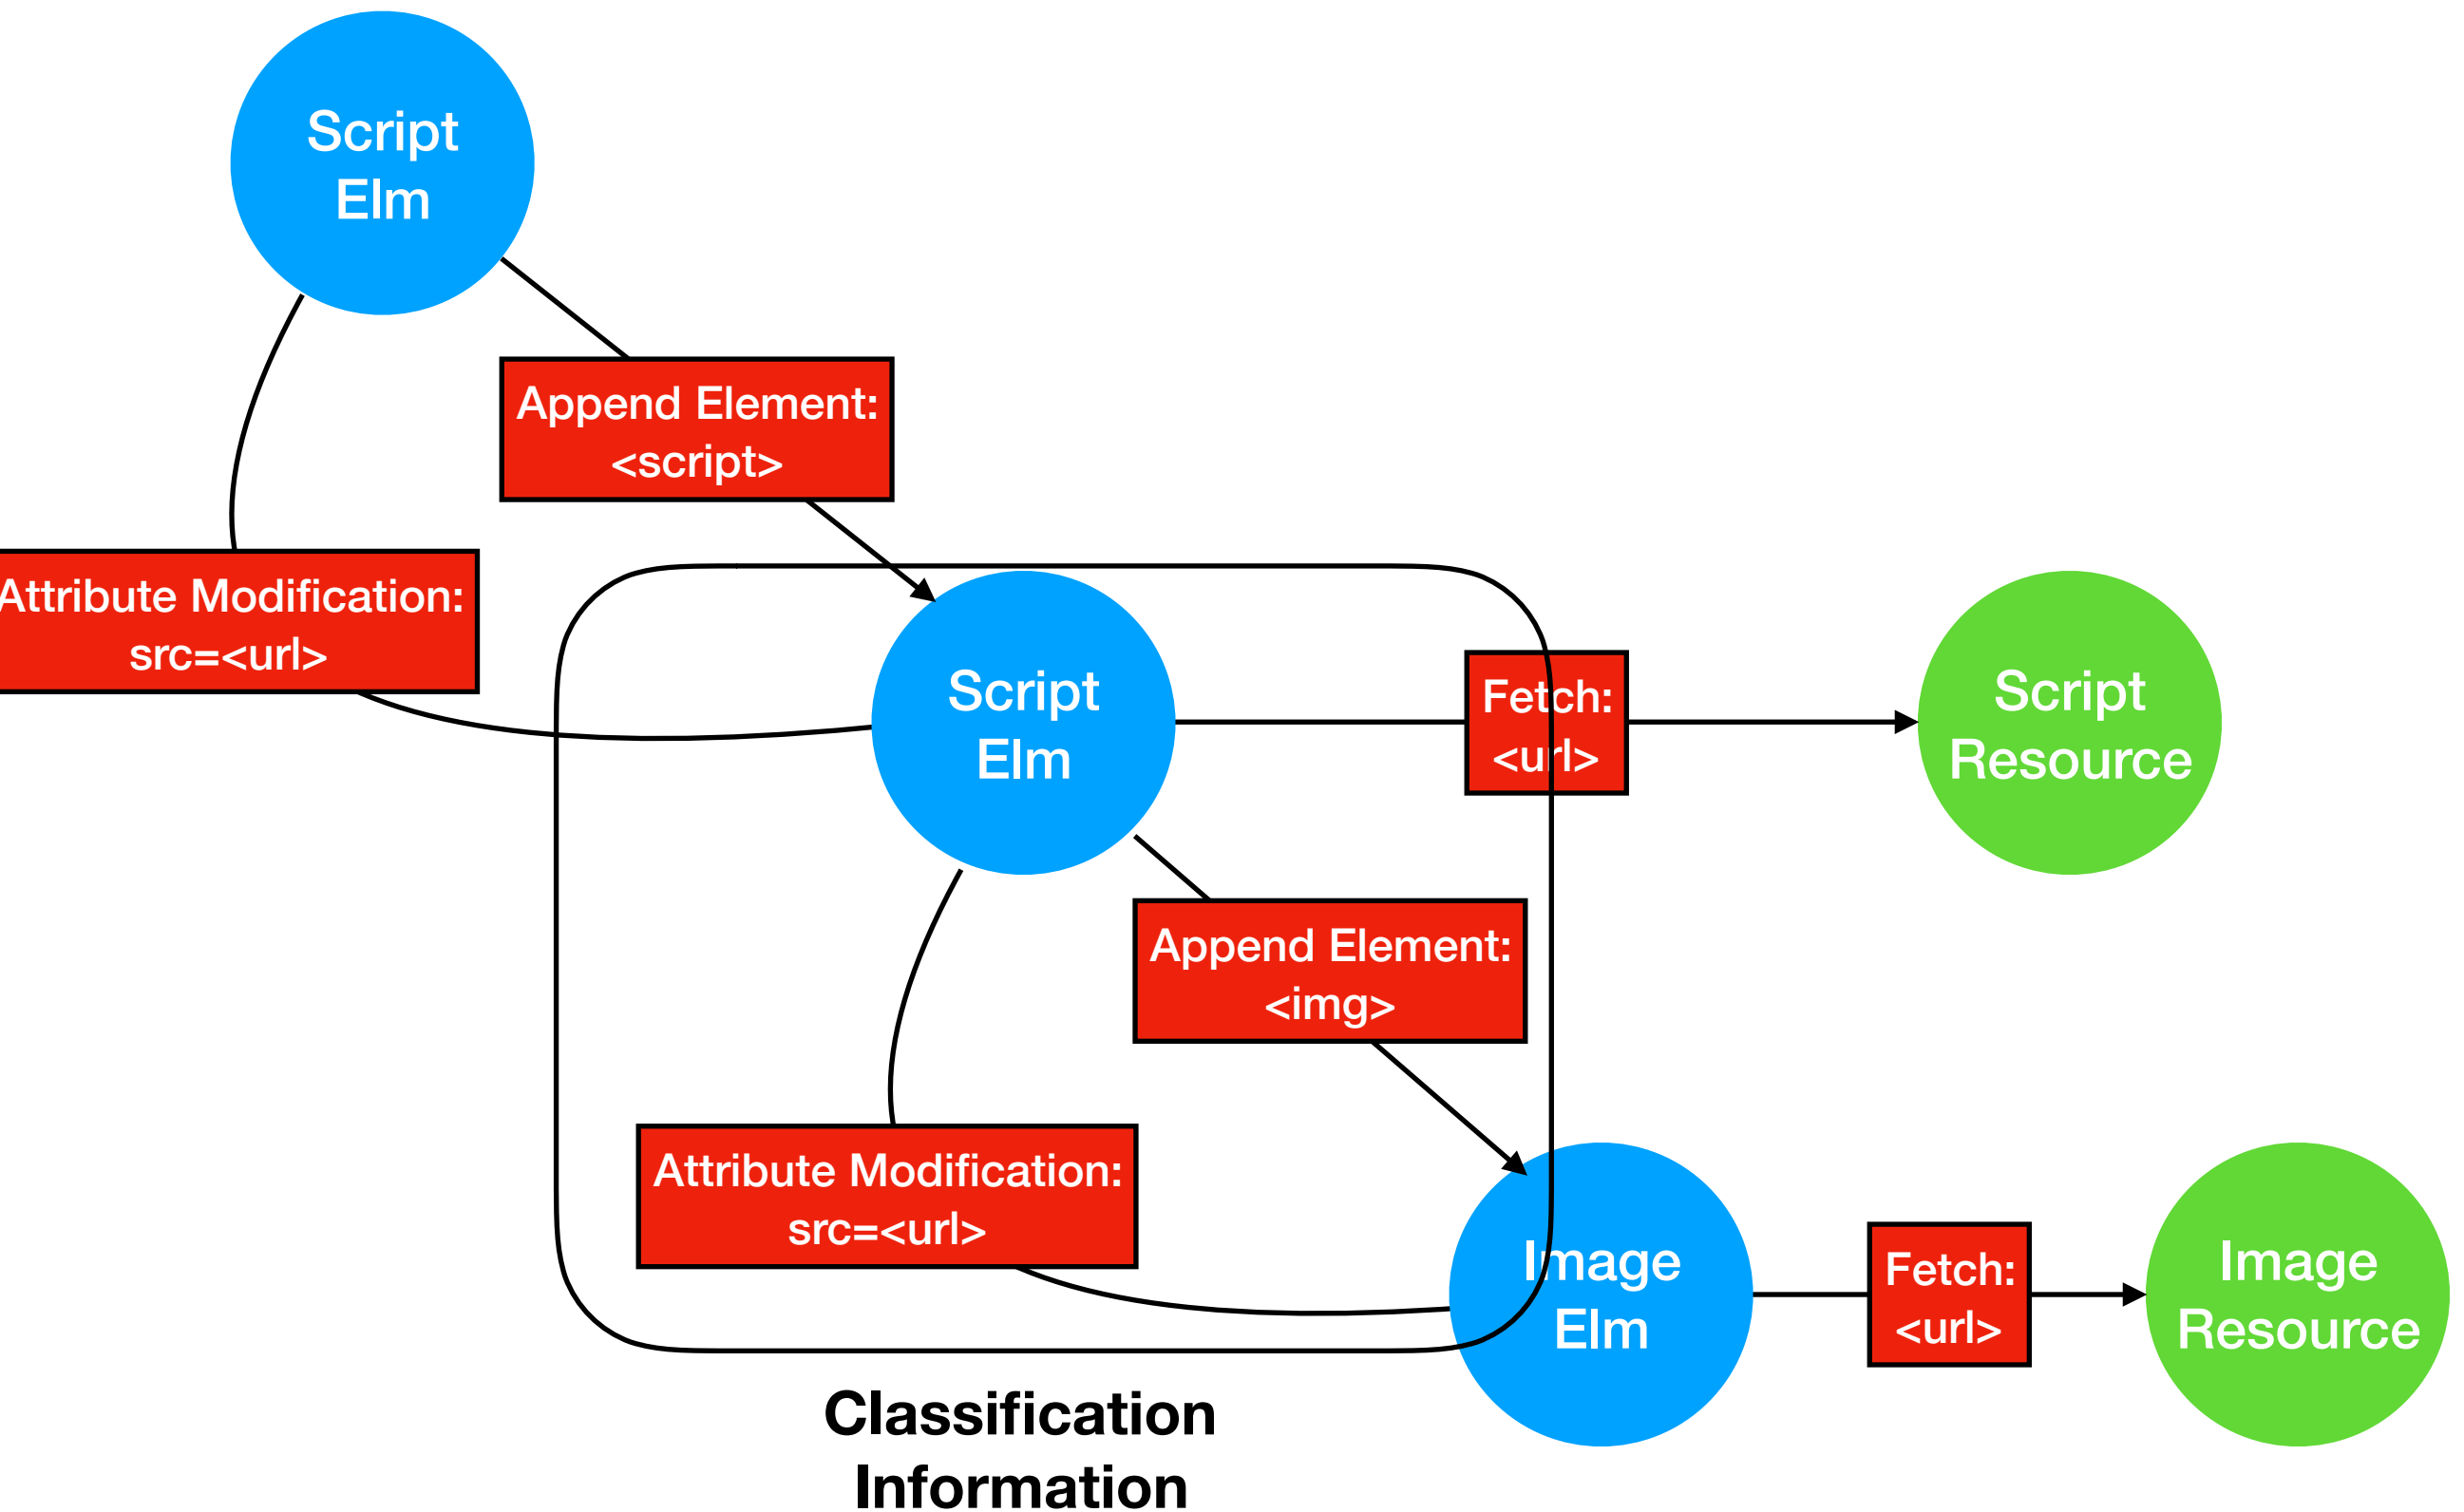 Script
Elm
Append Element:
<script>
Attribute Modification:
src=<url>
Script
Elm
Fetch:
<url>
Script
Resource
Append Element:
<img>
Attribute Modification:
src=<url>
Image
Elm
Fetch:
<url>
Image
Resource
Classification
Information